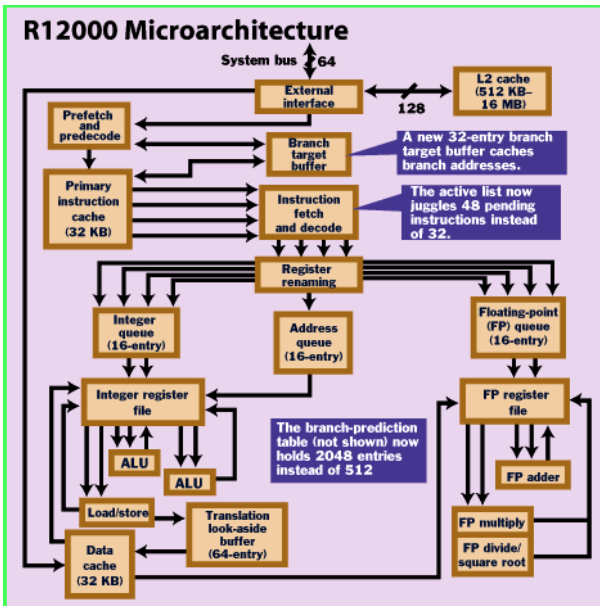 R12000 Microarchitecture
System bus
64
External
interface
128
L2 cache
(512 KB–
16 MB)
Prefetch and
predecode
Branch
target
buffer
A new 32-entry branch
target buffer caches
branch addresses.
Primary
instruction
cache
(32 KB)
Instruction
fetch
and decode
The active list now
juggles 48 pending
instructions instead
of 32.
Register
renaming
Integer
queue
(16-entry)
Address
queue
(16-entry)
Floating-point
(FP) queue
(16-entry)
Integer register
file
FP register
file
The branch-prediction
table (not shown) now
holds 2048 entries
instead of 512
ALU
ALU
FP adder
Load/store
Translation
look-aside
buffer
(64-entry)
FP multiply
FP divide/
square root
Data
cache
(32 KB)